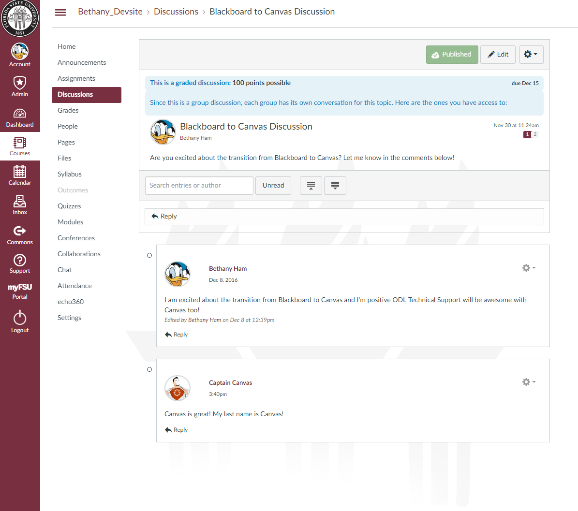 Bethany_Devsite › Discussions › Blackboard to Canvas Discussion
Account
Admin
Dashboard
Courses
Calendar
Inbox
Commons
Support
myFSU
Portal
Logout
Home
Announcements
Assignments
Discussions
Grades
People
Pages
Files
Syllabus
Outcomes
Quizzes
Modules
Conferences
Collaborations
Chat
Attendance
echo360
Settings
Published
Edit
This is a graded discussion: 100 points possible
due Dec 15
Since this is a group discussion, each group has its own conversation for this topic. Here are the ones you have access to:
Blackboard to Canvas Discussion
Nov 30 at 11:24am
Bethany Ham
1 2
Are you excited about the transition from Blackboard to Canvas? Let me know in the comments below!
Search entries or author
Unread
Reply
Bethany Ham
Dec 8, 2016
I am excited about the transition from Blackboard to Canvas and I'm positive ODL Technical Support will be awesome with
Canvas too!
Edited by Bethany Ham on Dec 8 at 12:59pm
Reply
Captain Canvas
3:40pm
Canvas is great! My last name is Canvas!
Reply